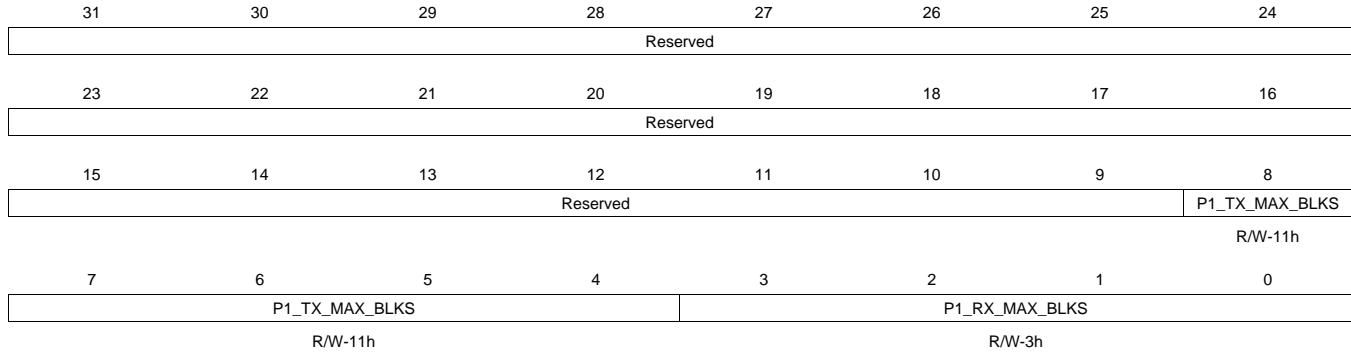 31 30 29 28 27 26 25 24
Reserved
23 22 21 20 19 18 17 16
Reserved
15 14 13 12 11 10 9 8
Reserved P1_TX_MAX_BLKS
R/W-11h
7 6 5 4 3 2 1 0
P1_TX_MAX_BLKS P1_RX_MAX_BLKS
R/W-11h R/W-3h